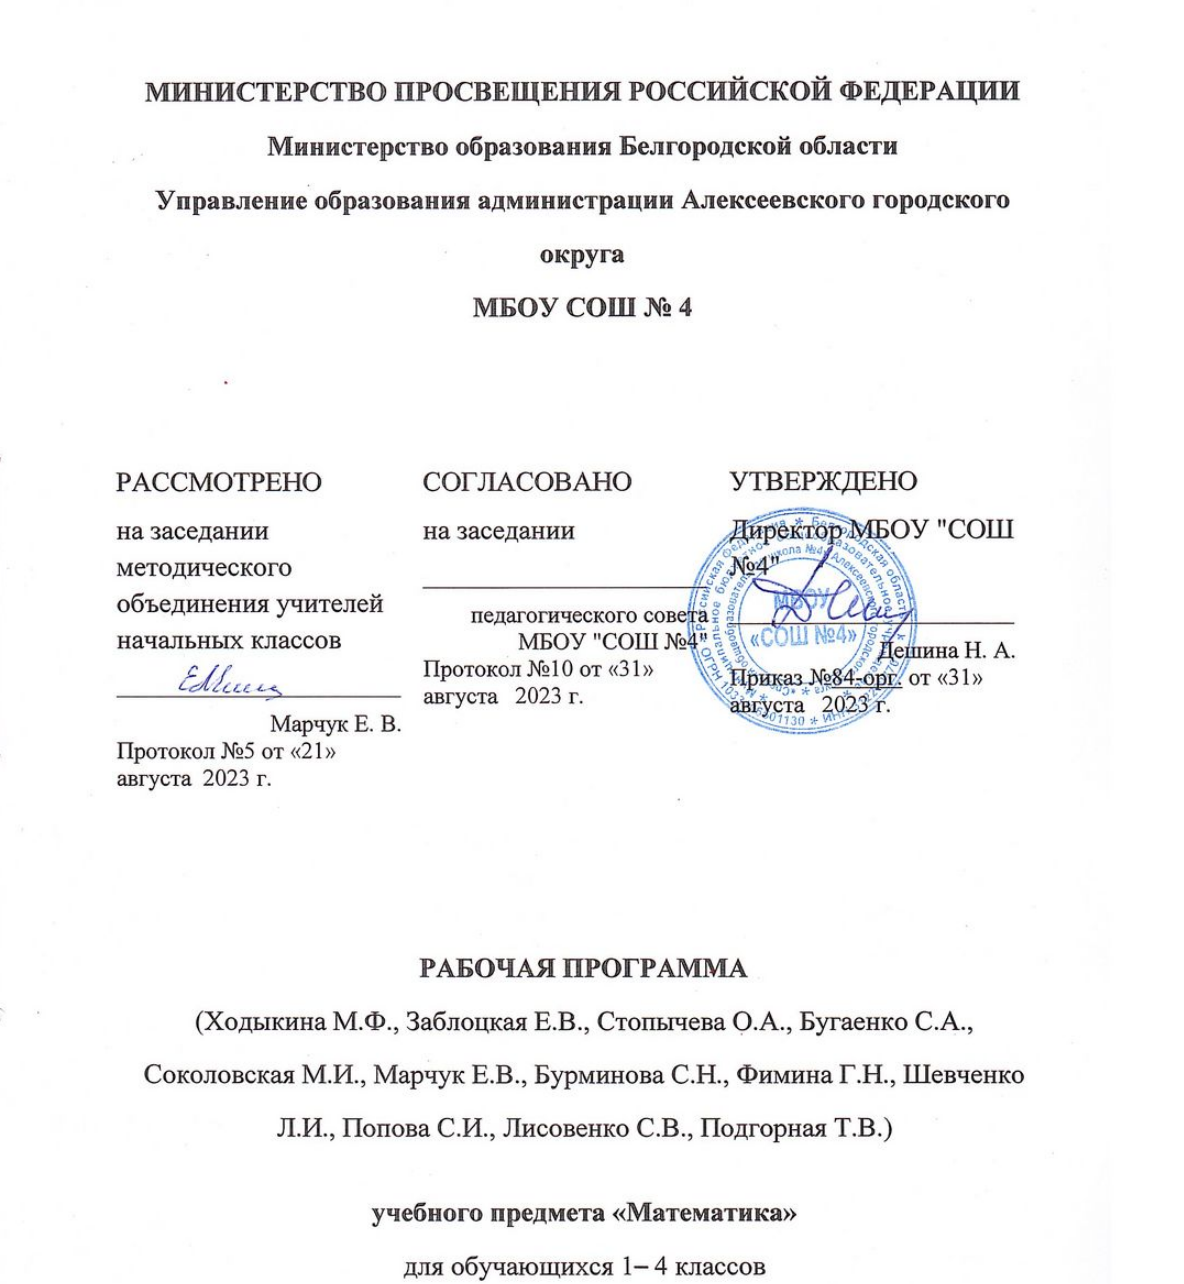 МИНИСТЕРСТВО ПРОСВЕЩЕНИЯ РОССИЙСКОЙ ФЕДЕРАЦИИ
Министерство образования Белгородской области
Управление образования администрации Алексеевского городского
округа
МБОУ СОШ № 4
РАССМОТРЕНО
на заседании
методического
объединения учителей
начальных классов
Марчук Е. В.
Протокол №5 от «21»
августа 2023 г.
СОГЛАСОВАНО
на заседании
педагогического совета
МБОУ "СОШ №4"
Протокол №10 от «31»
августа 2023 г.
УТВЕРЖДЕНО
Директор МБОУ "СОШ
№4"
Дешина Н. А.
Приказ №84-орг. от «31»
августа 2023 г.
МБОУ
«СОШ №4»
РАБОЧАЯ ПРОГРАММА
(Ходыкина М.Ф., Заблоцкая Е.В., Стопычева О.А., Бугаенко С.А.,
Соколовская М.И., Марчук Е.В., Бурминова С.Н., Фимина Г.Н., Шевченко
Л.И., Попова С.И., Лисовенко С.В., Подгорная Т.В.)
учебного предмета «Математика»
для обучающихся 1– 4 классов